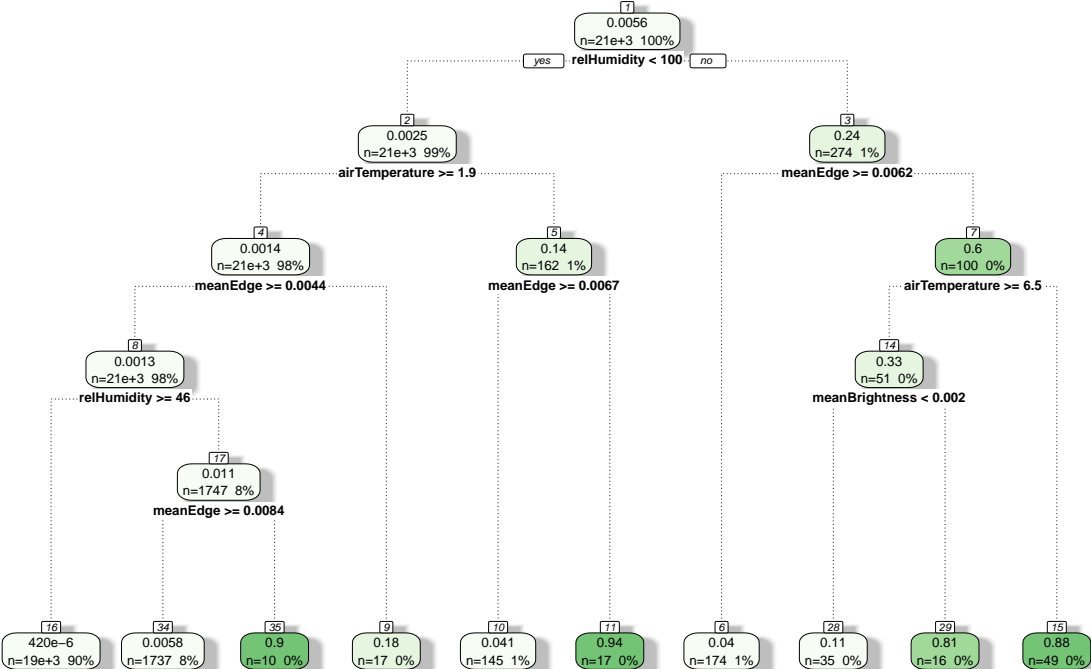 1
0.0056
n=21e+3 100%
yes relHumidity < 100 no
2
0.0025
n=21e+3 99%
airTemperature >= 1.9
3
0.24
n=274 1%
meanEdge >= 0.0062
4
0.0014
n=21e+3 98%
meanEdge >= 0.0044
5
0.14
n=162 1%
meanEdge >= 0.0067
7
0.6
n=100 0%
airTemperature >= 6.5
8
0.0013
n=21e+3 98%
relHumidity >= 46
14
0.33
n=51 0%
meanBrightness < 0.002
17
0.011
n=1747 8%
meanEdge >= 0.0084
16
420e−6
n=19e+3 90%
34
0.0058
n=1737 8%
35
0.9
n=10 0%
9
0.18
n=17 0%
10
0.041
n=145 1%
11
0.94
n=17 0%
6
0.04
n=174 1%
28
0.11
n=35 0%
29
0.81
n=16 0%
15
0.88
n=49 0%